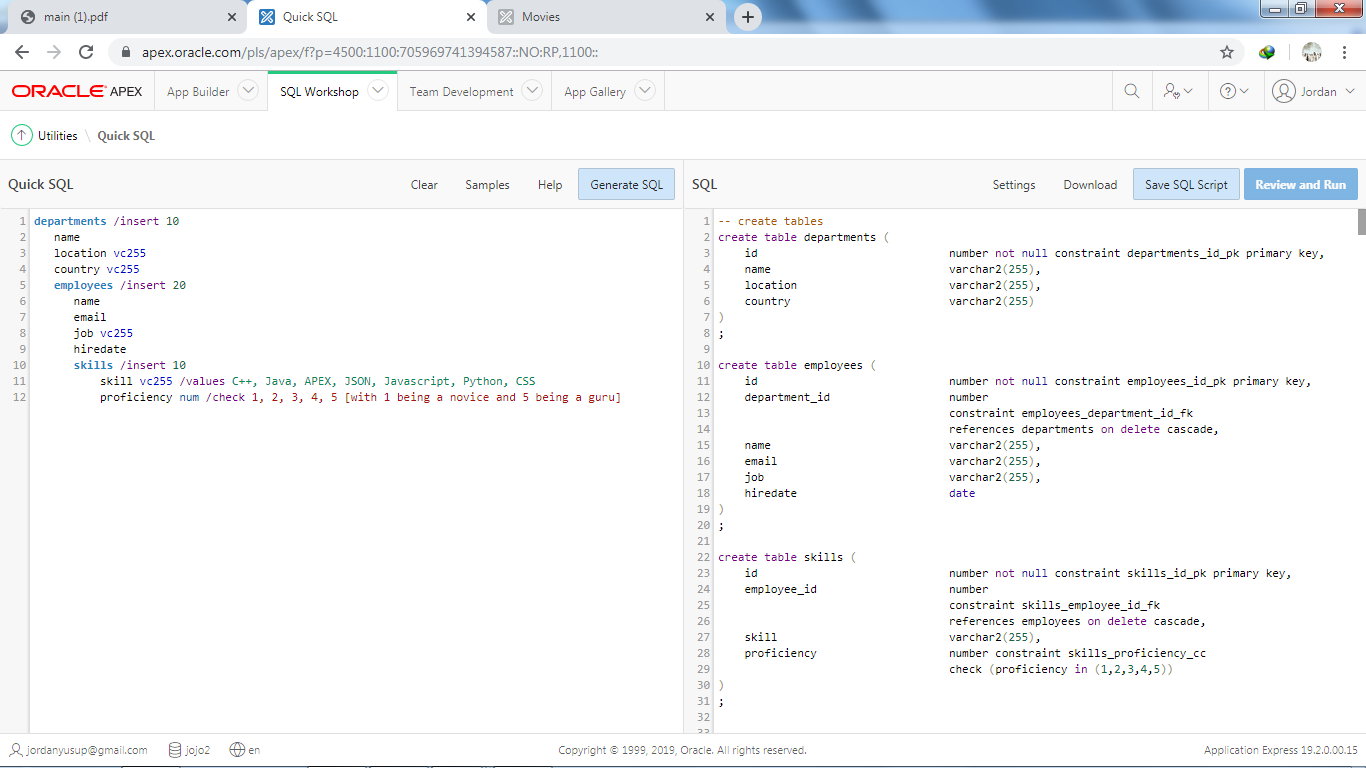 main (1).pdf
Quick SQL
Movies
apex.oracle.com/pls/apex/f?p=4500:1100:705969741394587::NO:RP,1100::
ORACLE APEX
App Builder
SQL Workshop
Team Development
App Gallery
Jordan
Utilities \ Quick SQL
Quick SQL
Clear
Samples
Help
Generate SQL
1 departments /insert 10
2 name
3 location vc255
4 country vc255
5 employees /insert 20
6 name
7 email
8 job vc255
9 hiredate
10 skills /insert 10
11 skill vc255 /values C++, Java, APEX, JSON, Javascript, Python, CSS
12 proficiency num /check 1, 2, 3, 4, 5 [with 1 being a novice and 5 being a guru]
SQL
Settings
Download
Save SQL Script
Review and Run
1 -- create tables
2 create table departments (
3 id number not null constraint departments_id_pk primary key,
4 name varchar2(255),
5 location varchar2(255),
6 country varchar2(255)
7 )
8 ;
9
10 create table employees (
11 id number not null constraint employees_id_pk primary key,
12 department_id number
13 constraint employees_department_id_fk
14 references departments on delete cascade,
15 name varchar2(255),
16 email varchar2(255),
17 job varchar2(255),
18 hiredate date
19 )
20 ;
21
22 create table skills (
23 id number not null constraint skills_id_pk primary key,
24 employee_id number
25 constraint skills_employee_id_fk
26 references employees on delete cascade,
27 skill varchar2(255),
28 proficiency number constraint skills_proficiency_cc
29 check (proficiency in (1,2,3,4,5))
30 )
31 ;
32
33
jordanyusup@gmail.com
jojo2
en
Copyright © 1999, 2019, Oracle. All rights reserved.
Application Express 19.2.0.00.15